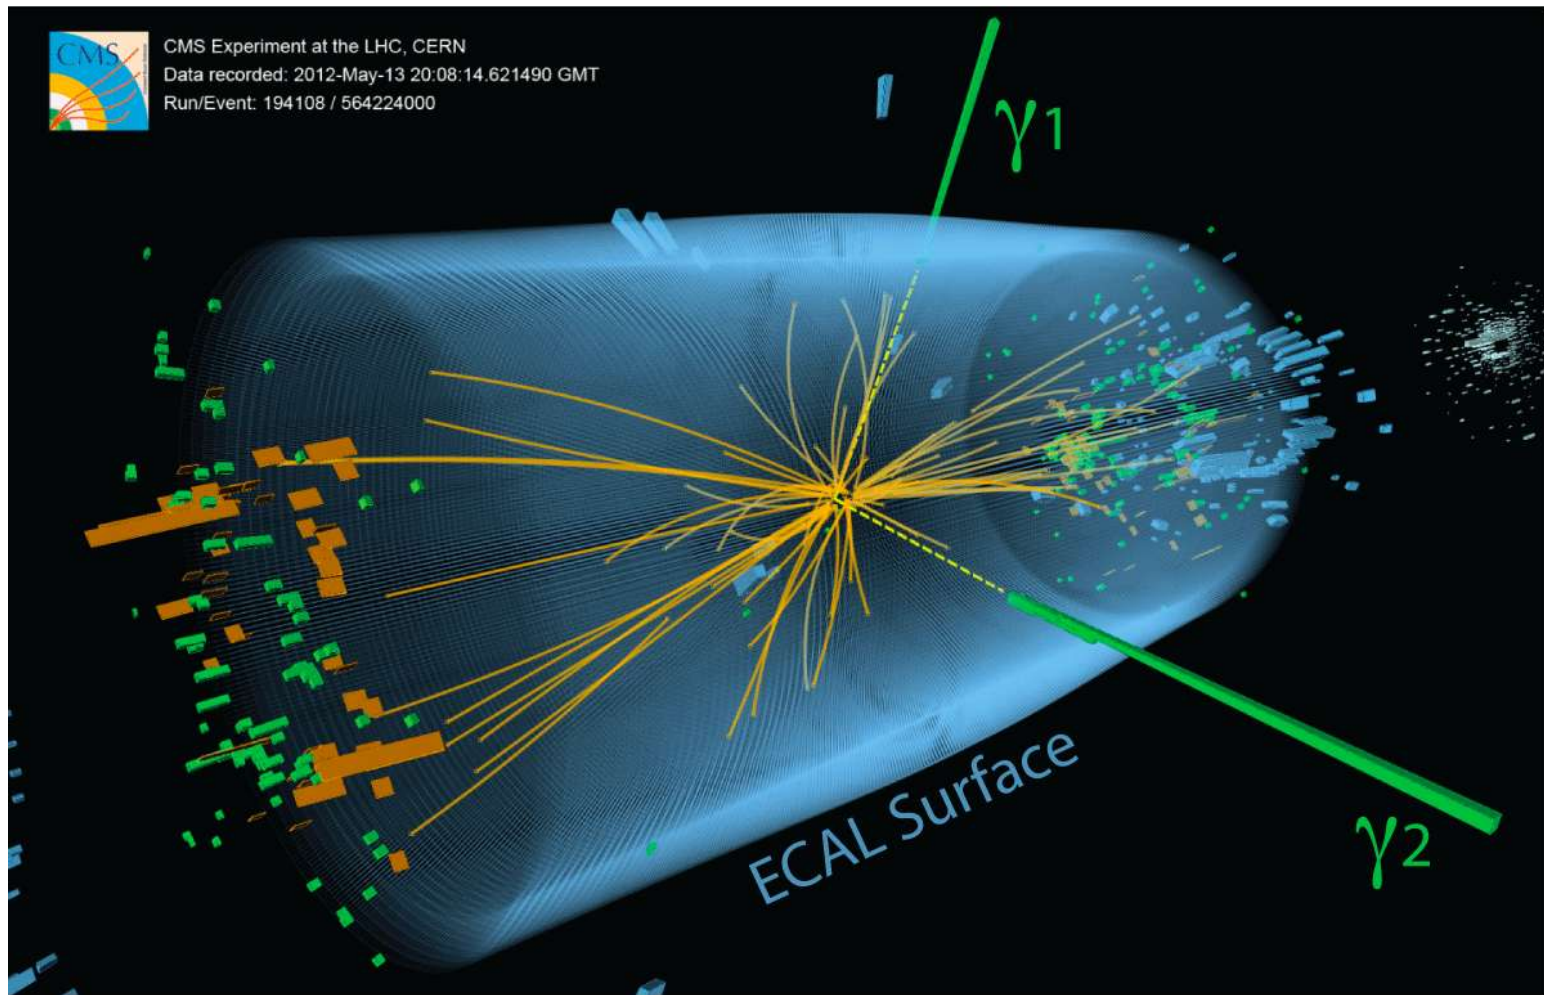 CMS
CMS Experiment at the LHC, CERN
Data recorded: 2012-May-13 20:08:14.621490 GMT
Run/Event: 194108 / 564224000
γ1
ECAL Surface
γ2